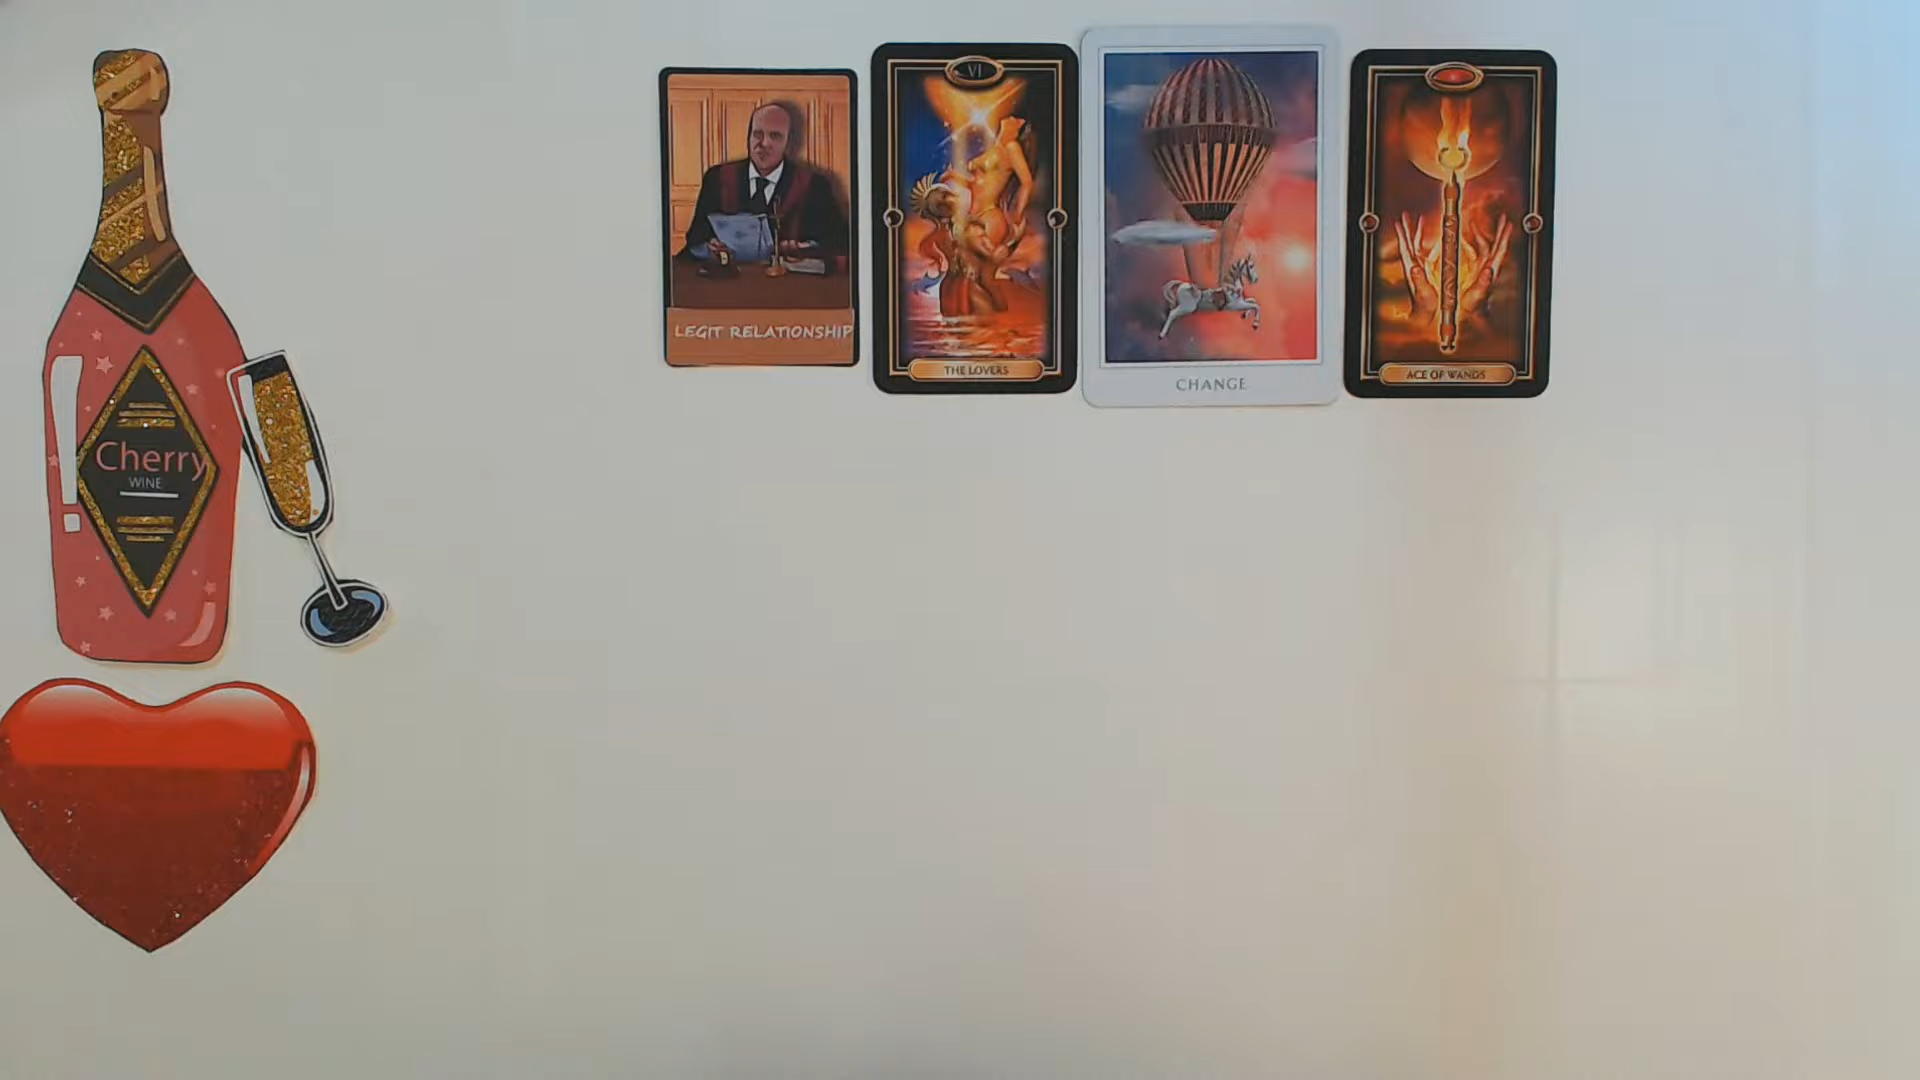 VI
LEGIT RELATIONSHIP
THE LOVERS
CHANGE
ACE OF WANDS
Cherry
WINE